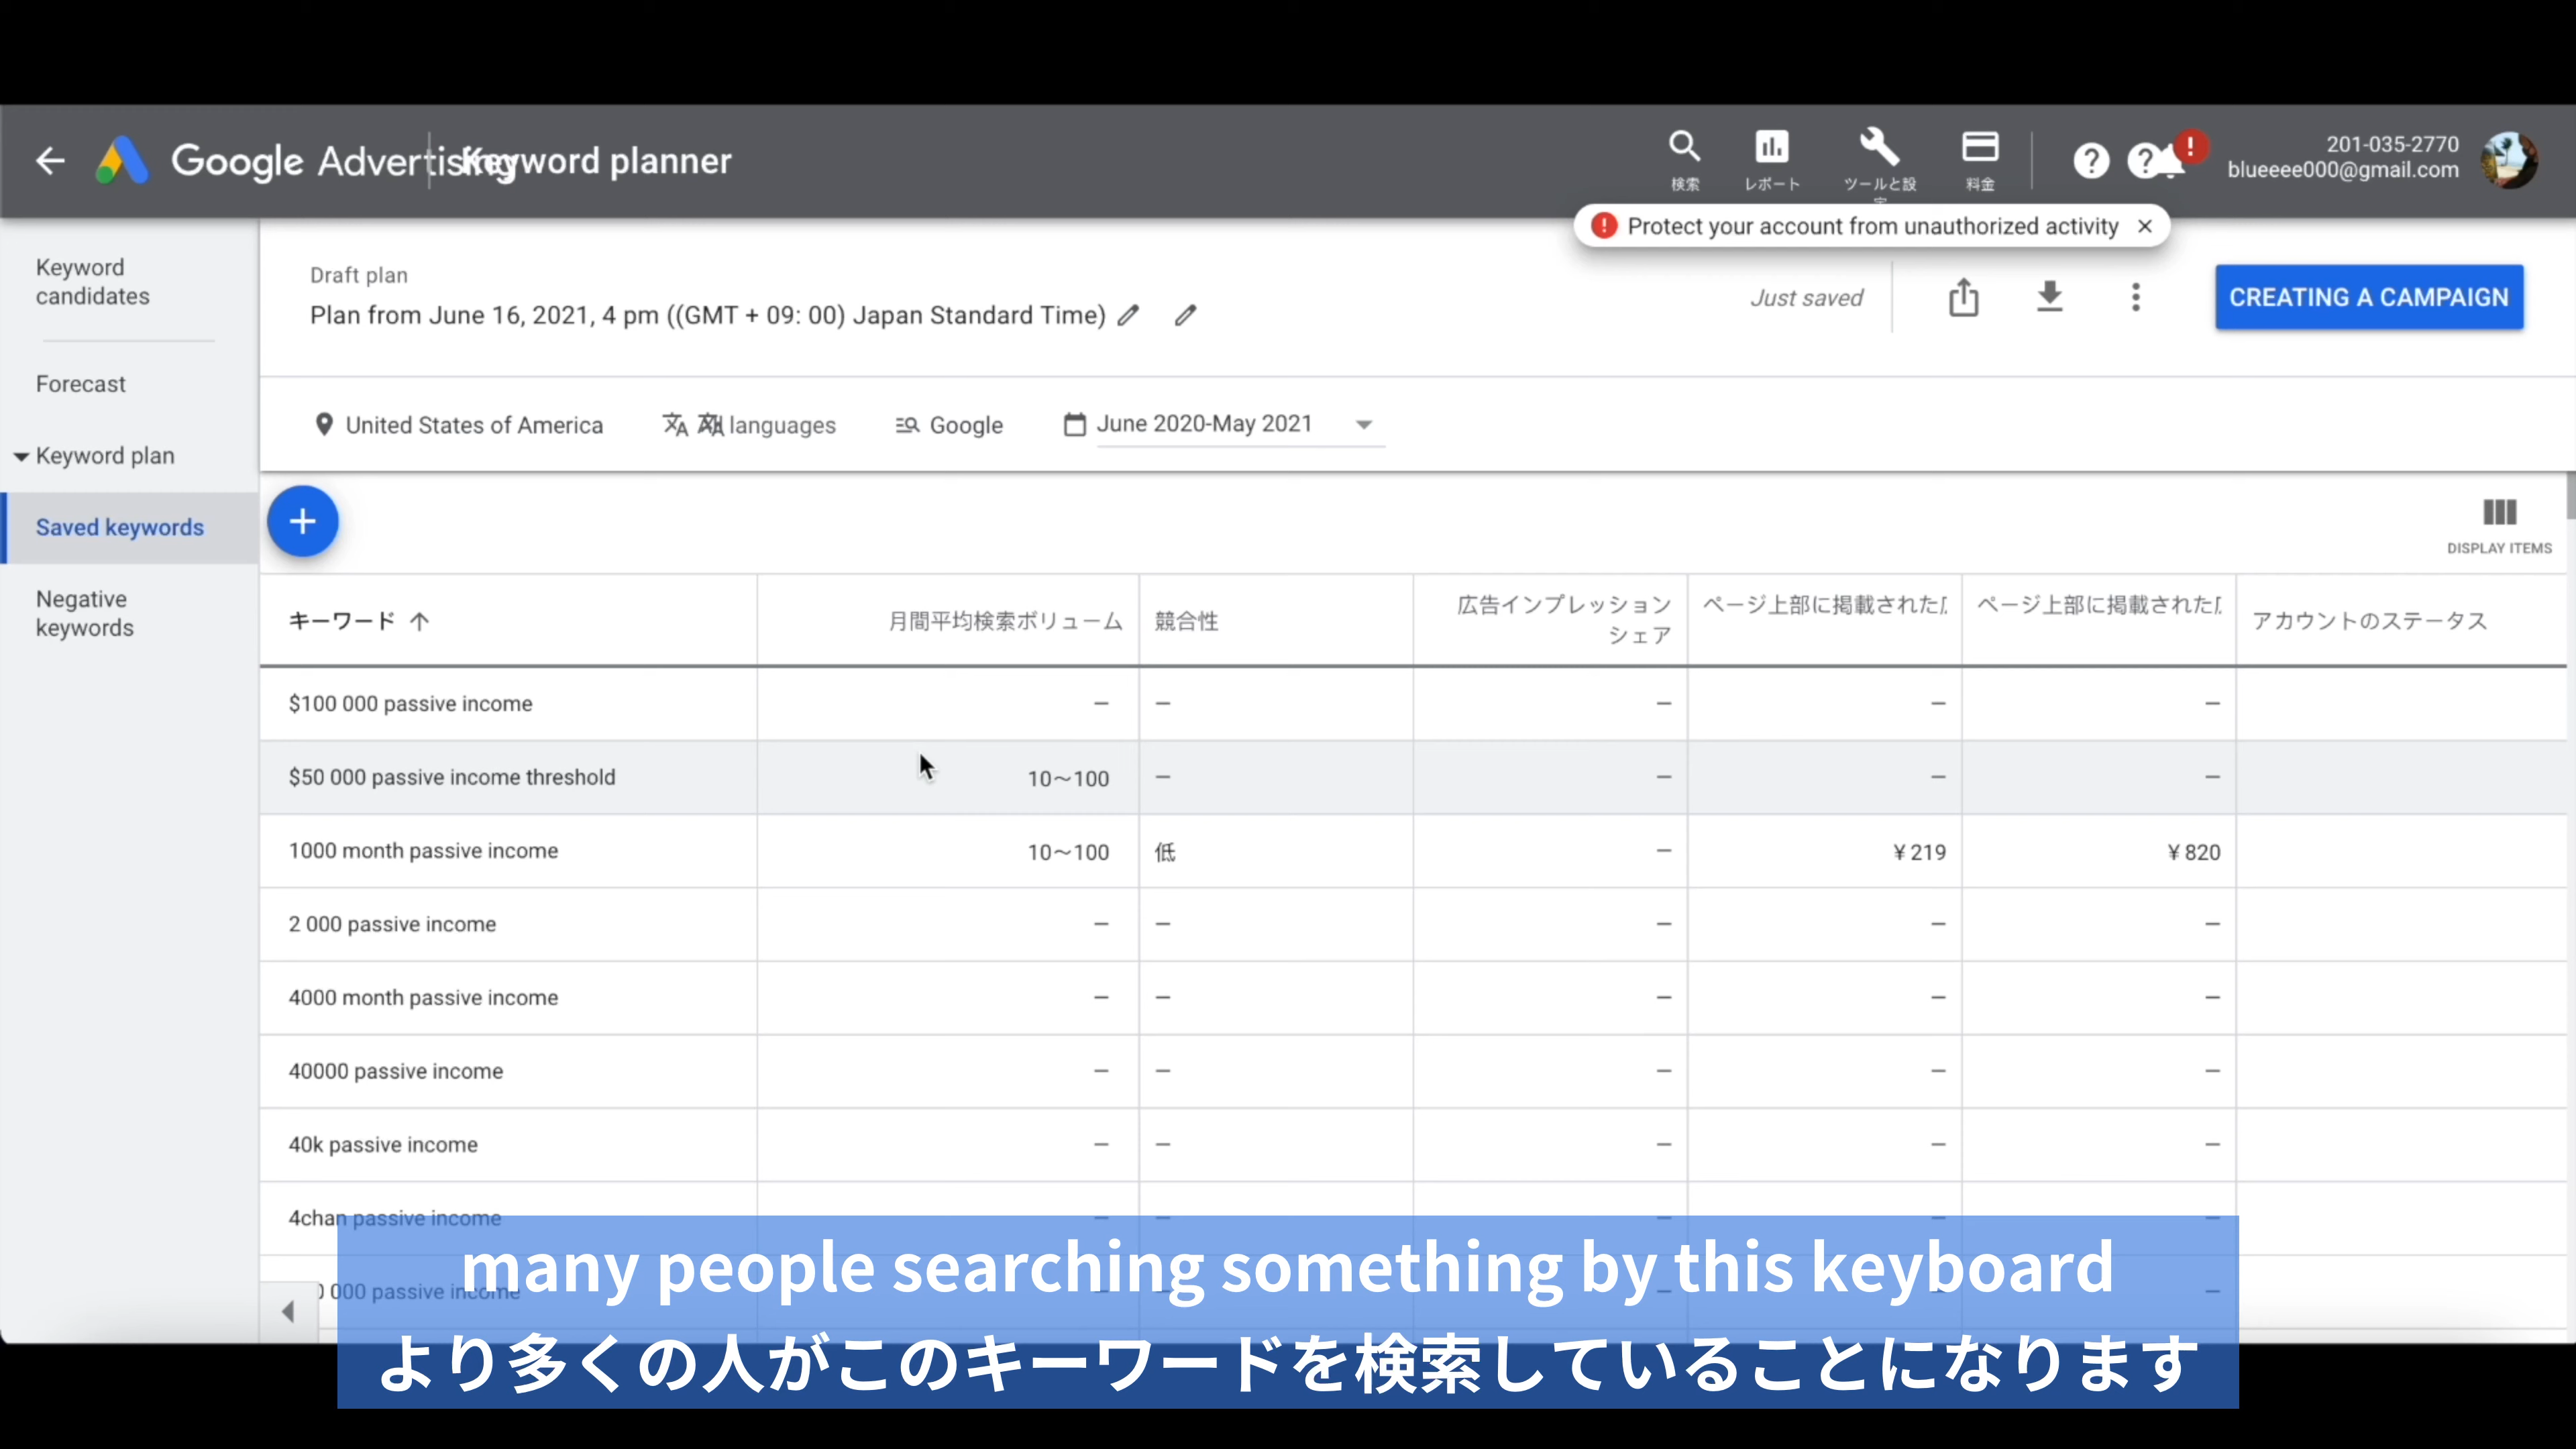 Google Advertising
Keyword planner
検索
レポート
ツールと設定
料金
201-035-2770
blueeee000@gmail.com
Protect your account from unauthorized activity
Keyword candidates
Forecast
Keyword plan
Saved keywords
Negative keywords
Draft plan
Plan from June 16, 2021, 4 pm ((GMT + 09: 00) Japan Standard Time)
Just saved
CREATING A CAMPAIGN
United States of America
languages
Google
June 2020-May 2021
DISPLAY ITEMS
キーワード 月間平均検索ボリューム 競合性 広告インプレッション シェア ページ上部に掲載された ページ上部に掲載された アカウントのステータス
$100 000 passive income – – – – –
$50 000 passive income threshold 10～100 – – – –
1000 month passive income 10～100 低 – ¥219 ¥820
2 000 passive income – – – – –
4000 month passive income – – – – –
40000 passive income – – – – –
40k passive income – – – – –
4chan passive income
000 passive income
many people searching something by this keyboard
より多くの人がこのキーワードを検索していることになります